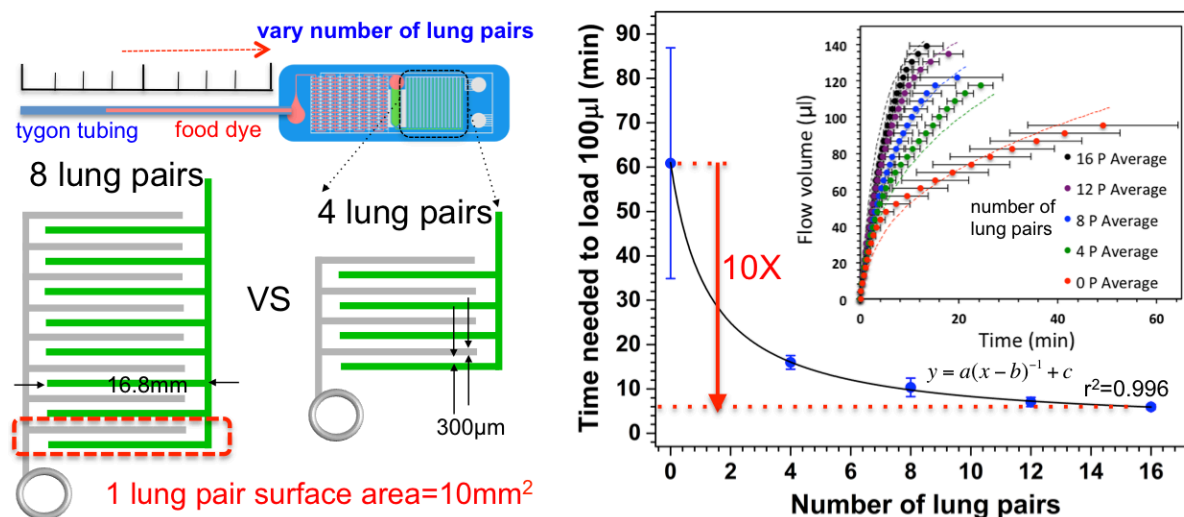 vary number of lung pairs
tygon tubing
food dye
8 lung pairs
4 lung pairs
VS
16.8mm
300µm
1 lung pair surface area=10mm²
Time needed to load 100µl (min)
90
80
70
60
50
40
30
20
10
0
10X
y = a(x − b)⁻¹ + c
r²=0.996
0 2 4 6 8 10 12 14 16
Number of lung pairs
Flow volume (µl)
140
120
100
80
60
40
20
0
number of
lung pairs
16 P Average
12 P Average
8 P Average
4 P Average
0 P Average
0 20 40 60
Time (min)